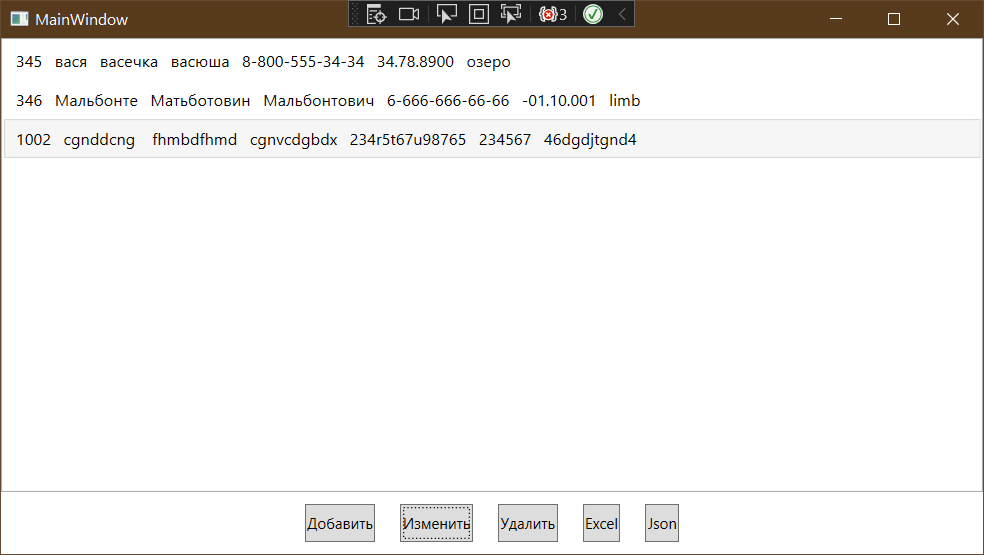 MainWindow
3
345 вася васечка васюша 8-800-555-34-34 34.78.8900 озеро
346 Мальбонте Матьботовин Мальбонтович 6-666-666-66-66 -01.10.001 limb
1002 cgnddcng fhmbdfhmd cgnvcdgbdx 234r5t67u98765 234567 46dgdjtgnd4
Добавить Изменить Удалить Excel Json